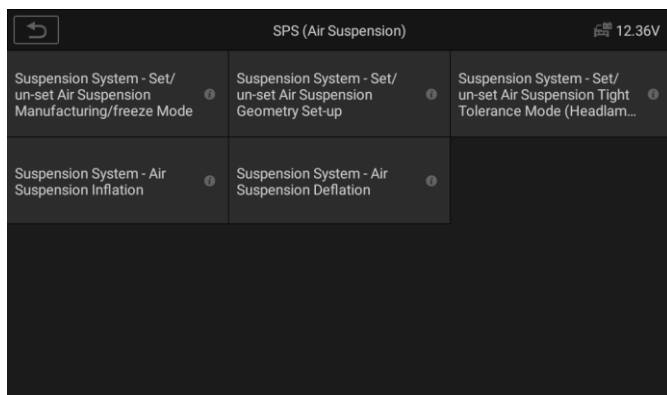 SPS (Air Suspension)
12.36V
Suspension System - Set/
un-set Air Suspension
Manufacturing/freeze Mode
Suspension System - Set/
un-set Air Suspension
Geometry Set-up
Suspension System - Set/
un-set Air Suspension Tight
Tolerance Mode (Headlam...
Suspension System - Air
Suspension Inflation
Suspension System - Air
Suspension Deflation